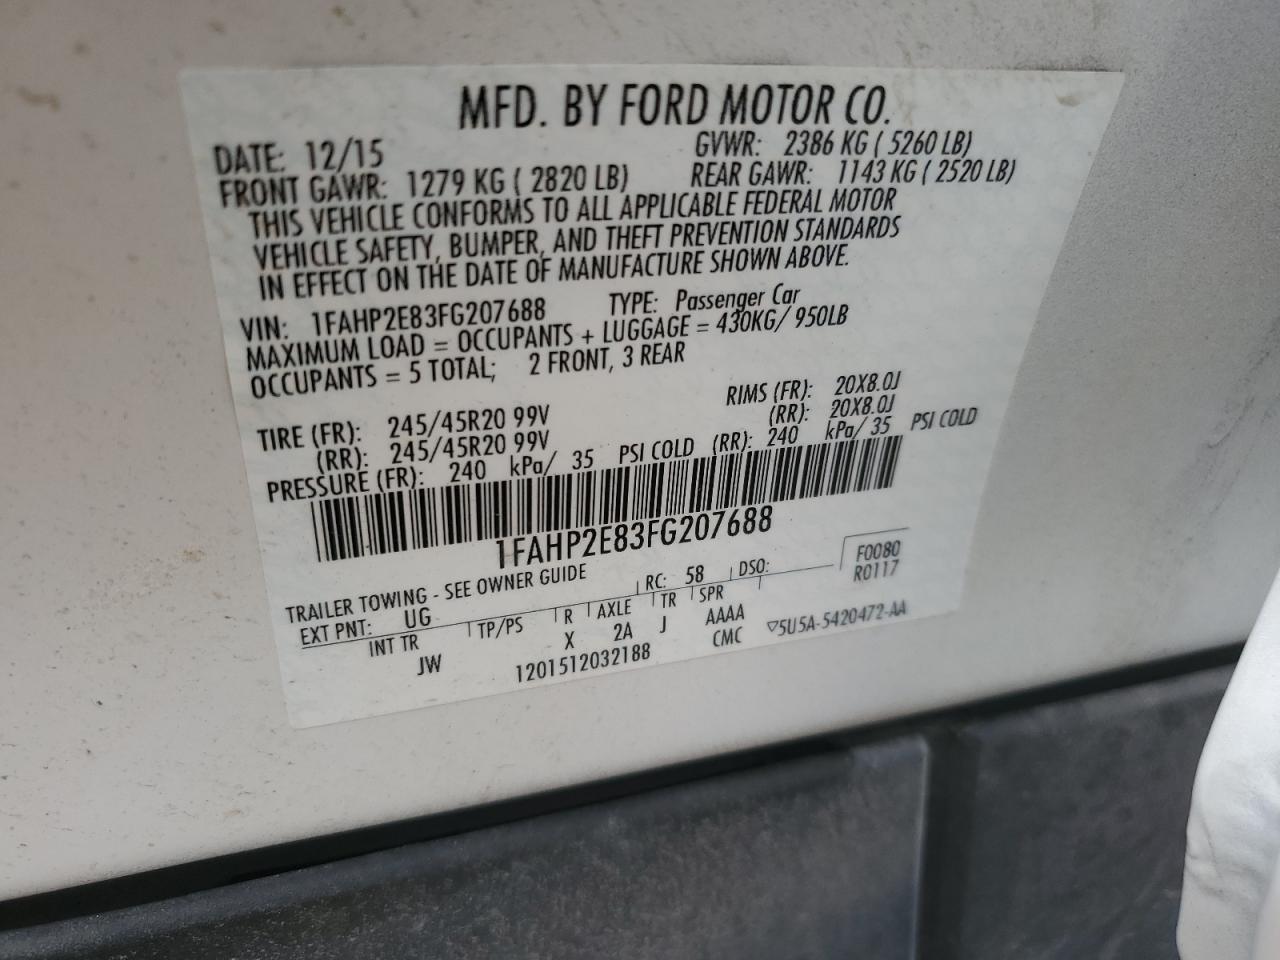 MFD. BY FORD MOTOR CO.
DATE: 12/15 GVWR: 2386 KG ( 5260 LB)
FRONT GAWR: 1279 KG ( 2820 LB) REAR GAWR: 1143 KG ( 2520 LB)
THIS VEHICLE CONFORMS TO ALL APPLICABLE FEDERAL MOTOR
VEHICLE SAFETY, BUMPER, AND THEFT PREVENTION STANDARDS
IN EFFECT ON THE DATE OF MANUFACTURE SHOWN ABOVE.
VIN: 1FAHP2E83FG207688 TYPE: Passenger Car
MAXIMUM LOAD = OCCUPANTS + LUGGAGE = 430KG/ 950LB
OCCUPANTS = 5 TOTAL; 2 FRONT, 3 REAR
TIRE (FR): 245/45R20 99V RIMS (FR): 20X8.0J
(RR): 245/45R20 99V (RR): 20X8.0J
PRESSURE (FR): 240 kPa/ 35 PSI COLD (RR): 240 kPa/ 35 PSI COLD
1FAHP2E83FG207688
TRAILER TOWING - SEE OWNER GUIDE F0080
EXT PNT: UG RC: 58 DSO: R0117
INT TR TP/PS R AXLE TR SPR
JW X 2A J AAAA ▽5U5A-5420472-AA
1201512032188 CMC